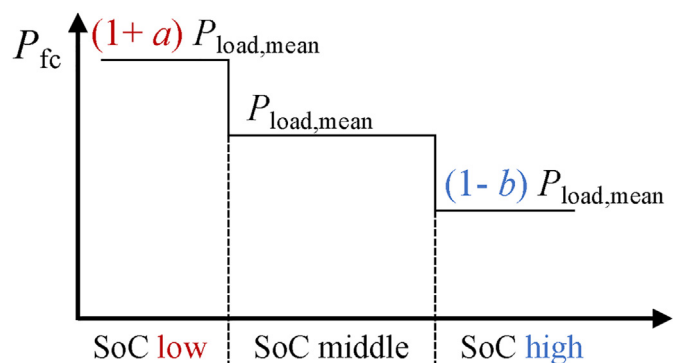 P_fc
(1+ a) P_load,mean
P_load,mean
(1- b) P_load,mean
SoC low
SoC middle
SoC high